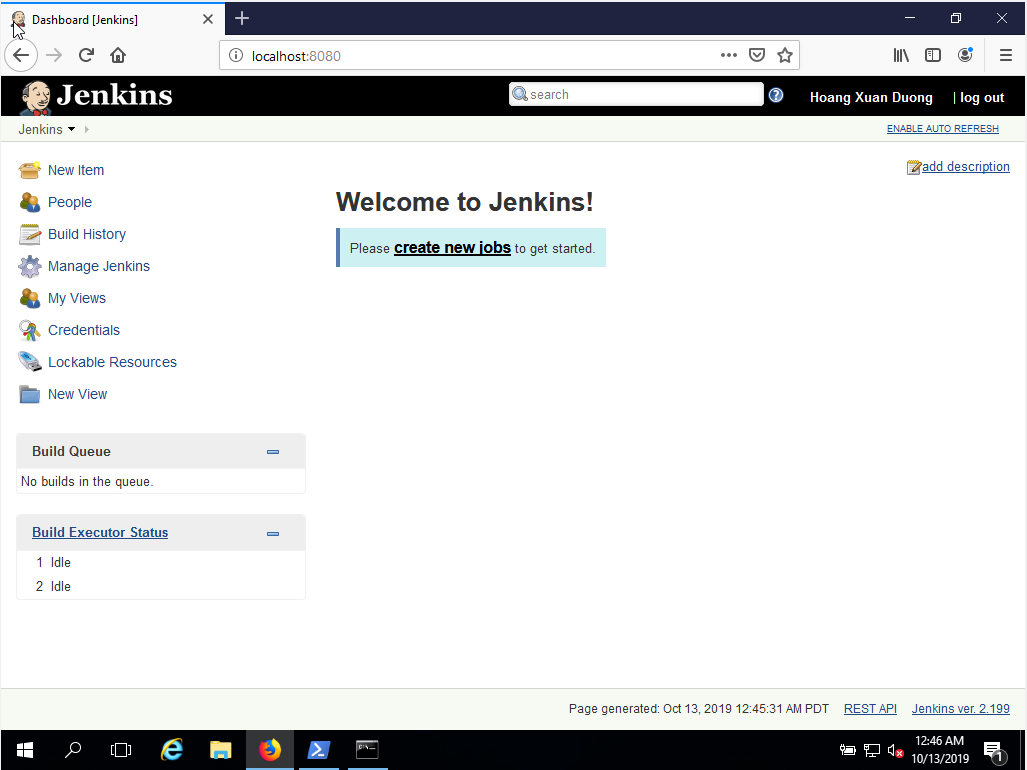 Dashboard [Jenkins]
localhost:8080
Jenkins
search
Hoang Xuan Duong
| log out
Jenkins
ENABLE AUTO REFRESH
New Item
People
Build History
Manage Jenkins
My Views
Credentials
Lockable Resources
New View
add description
Welcome to Jenkins!
Please create new jobs to get started.
Build Queue
No builds in the queue.
Build Executor Status
1 Idle
2 Idle
Page generated: Oct 13, 2019 12:45:31 AM PDT
REST API
Jenkins ver. 2.199
12:46 AM
10/13/2019
1